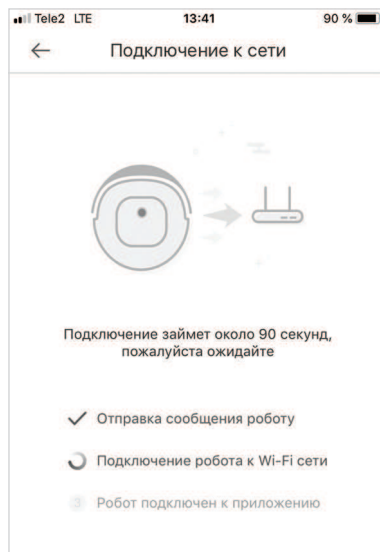 Tele2 LTE 13:41 90 %
Подключение к сети
Подключение займет около 90 секунд,
пожалуйста ожидайте
Отправка сообщения роботу
Подключение робота к Wi-Fi сети
3 Робот подключен к приложению